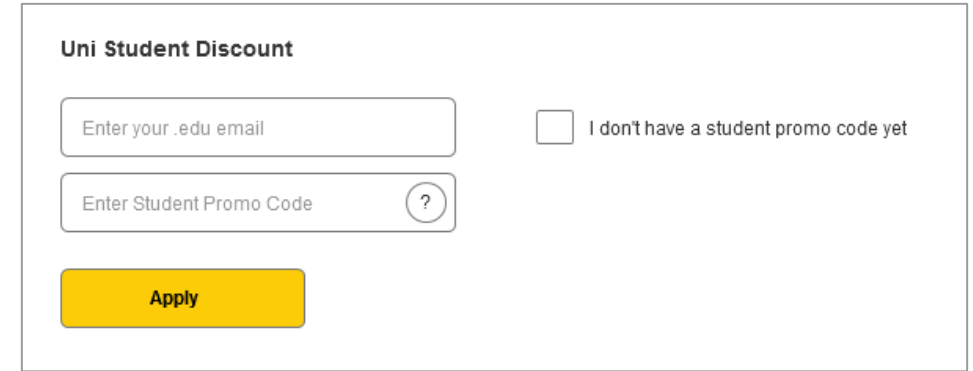 Uni Student Discount
Enter your .edu email
I don't have a student promo code yet
Enter Student Promo Code
?
Apply